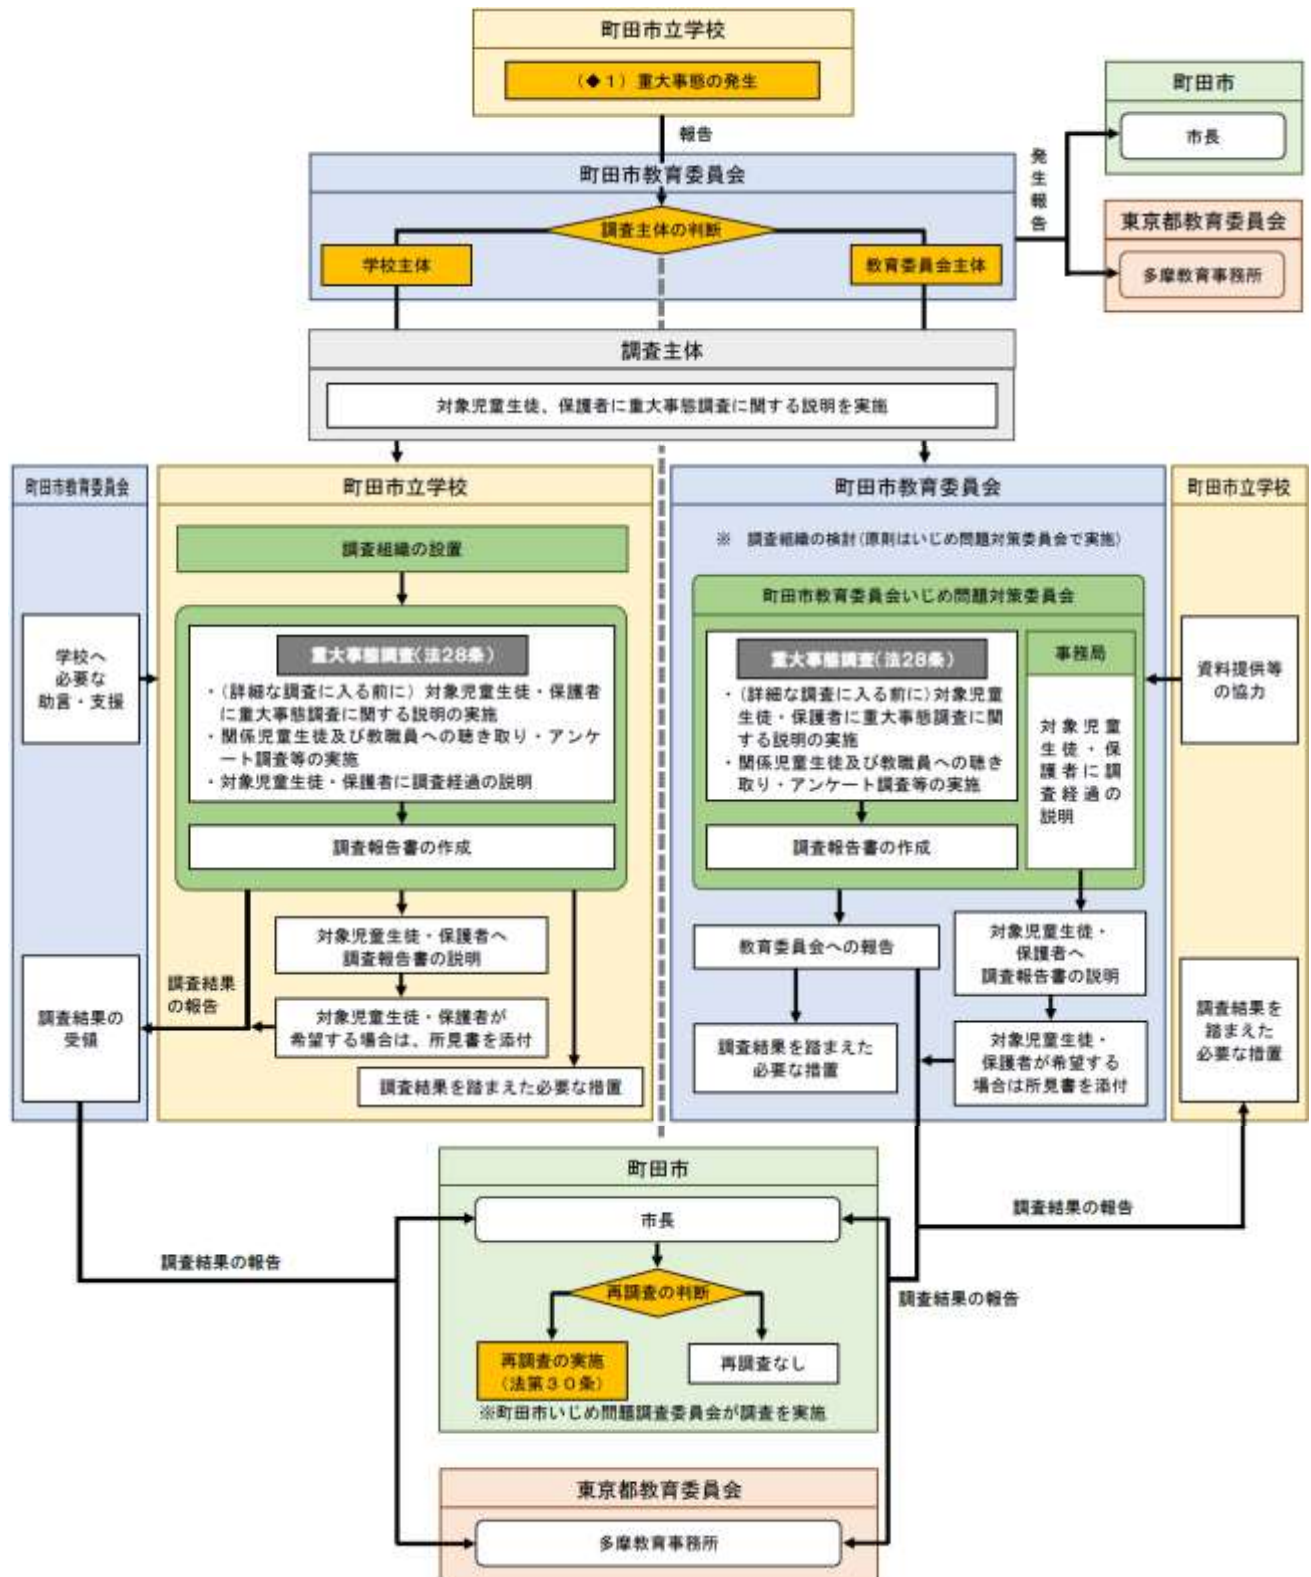 町田市立学校
(◆1)重大事態の発生
報告
町田市教育委員会
調査主体の判断
学校主体
教育委員会主体
発生報告
町田市
市長
東京都教育委員会
多摩教育事務所
調査主体
対象児童生徒、保護者に重大事態調査に関する説明を実施
町田市教育委員会
学校へ
必要な
助言・支援
調査結果の
受領
町田市立学校
調査組織の設置
重大事態調査(法28条)
・(詳細な調査に入る前に)対象児童生徒・保護者
に重大事態調査に関する説明の実施
・関係児童生徒及び教職員への聴き取り・アンケ
ート調査等の実施
・対象児童生徒・保護者に調査経過の説明
調査報告書の作成
対象児童生徒・保護者へ
調査報告書の説明
調査結果
の報告
対象児童生徒・保護者が
希望する場合は、所見書を添付
調査結果を踏まえた必要な措置
町田市教育委員会
※ 調査組織の検討(原則はいじめ問題対策委員会で実施)
町田市教育委員会いじめ問題対策委員会
重大事態調査(法28条)
・(詳細な調査に入る前に)対象児童
生徒・保護者に重大事態調査に関
する説明の実施
・関係児童生徒及び教職員への聴き
取り・アンケート調査等の実施
調査報告書の作成
事務局
対象児童
生徒・保
護者に調
査経過の
説明
教育委員会への報告
調査結果を踏まえた
必要な措置
対象児童生徒・
保護者へ
調査報告書の説明
対象児童生徒・
保護者が希望する
場合は所見書を添付
町田市立学校
資料提供等
の協力
調査結果を
踏まえた
必要な措置
調査結果の報告
調査結果の報告
調査結果の報告
町田市
市長
再調査の判断
再調査の実施
(法第30条)
再調査なし
※町田市いじめ問題調査委員会が調査を実施
東京都教育委員会
多摩教育事務所